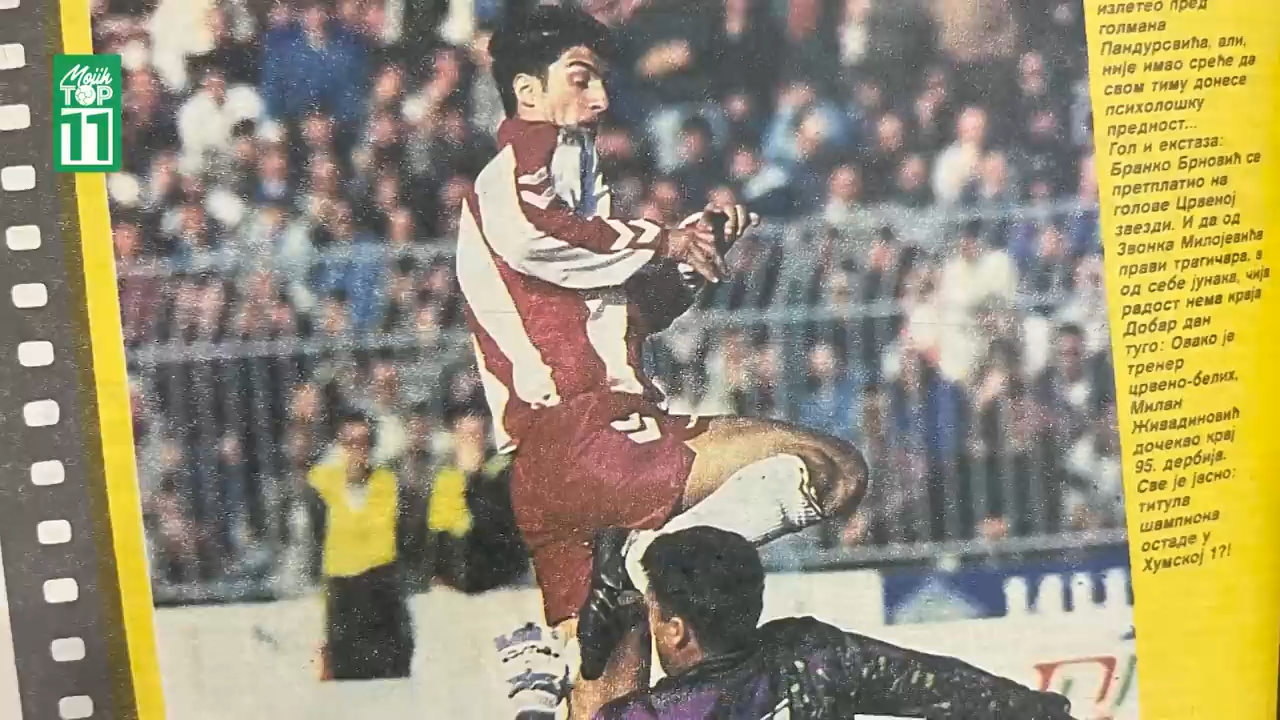 Mojih
TOP
11
излетео пред
голмана
Пандуровића, али,
није имао среће да
свом тиму донесе
психолошку
предност...
Гол и екстаза:
Бранко Брновић се
претплатио на
голове Црвеној
звезди. И да од
Звонка Милојевића
прави трагичара, а
од себе јунака, чија
радост нема краја
Добар дан
туго: Овако је
тренер
црвено-белих,
Милан
Живадиновић
дочекао крај
95. дербија.
Све је јасно:
титула
шампиона
остаде у
Хумској 1?!